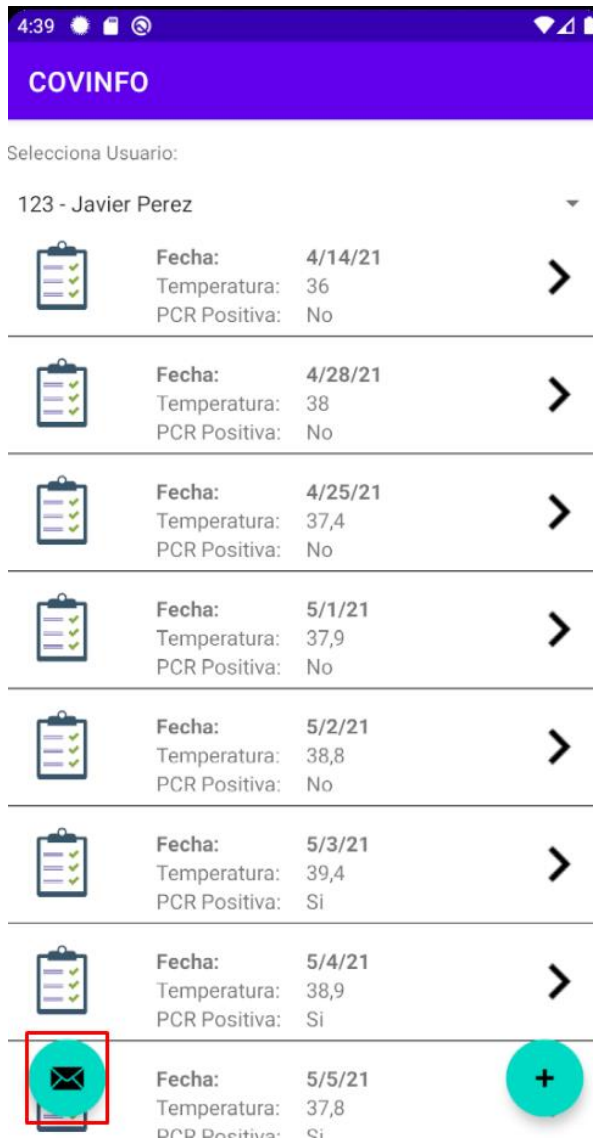 4:39
COVINFO
Selecciona Usuario:
123 - Javier Perez
Fecha: 4/14/21
Temperatura: 36
PCR Positiva: No
Fecha: 4/28/21
Temperatura: 38
PCR Positiva: No
Fecha: 4/25/21
Temperatura: 37,4
PCR Positiva: No
Fecha: 5/1/21
Temperatura: 37,9
PCR Positiva: No
Fecha: 5/2/21
Temperatura: 38,8
PCR Positiva: No
Fecha: 5/3/21
Temperatura: 39,4
PCR Positiva: Si
Fecha: 5/4/21
Temperatura: 38,9
PCR Positiva: Si
Fecha: 5/5/21
Temperatura: 37,8
PCR Positiva: Si